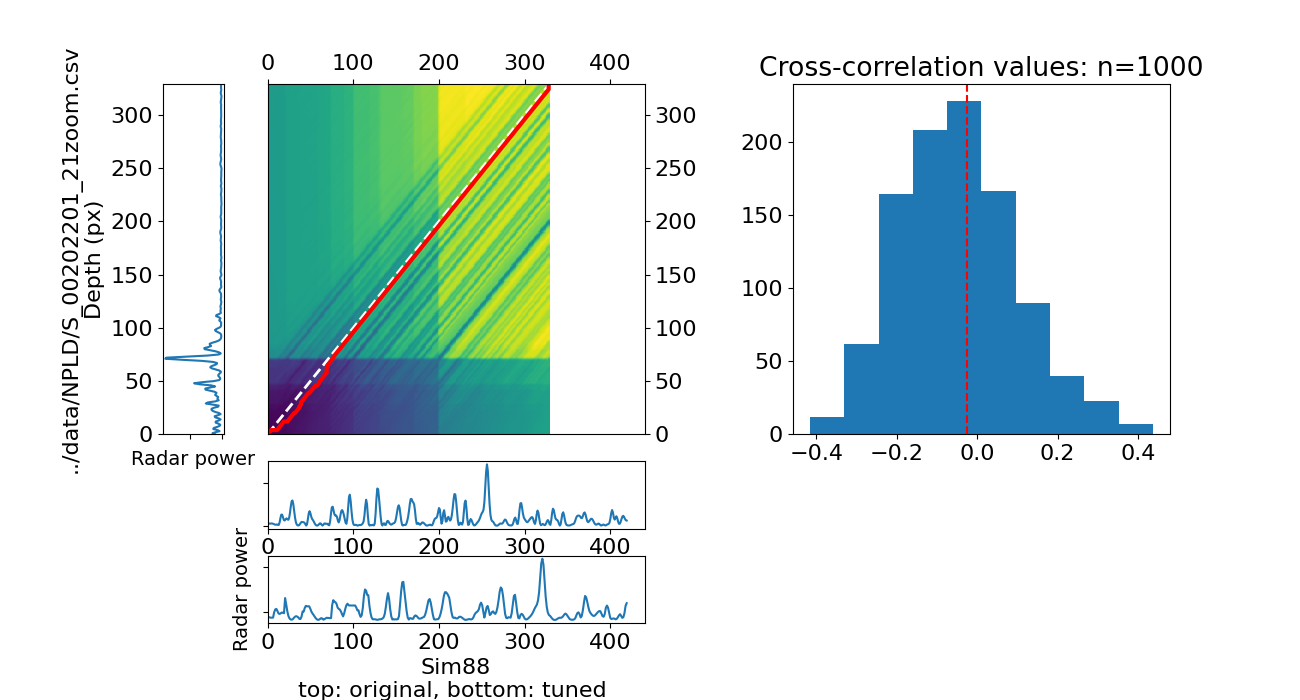 0 100 200 300 400
../data/NPLD/S_00202201_21zoom.csv
Depth (px)
300
250
200
150
100
50
0
300
250
200
150
100
50
0
Radar power
0 100 200 300 400
Radar power
0 100 200 300 400
Sim88
top: original, bottom: tuned
Cross-correlation values: n=1000
200
150
100
50
0
−0.4 −0.2 0.0 0.2 0.4